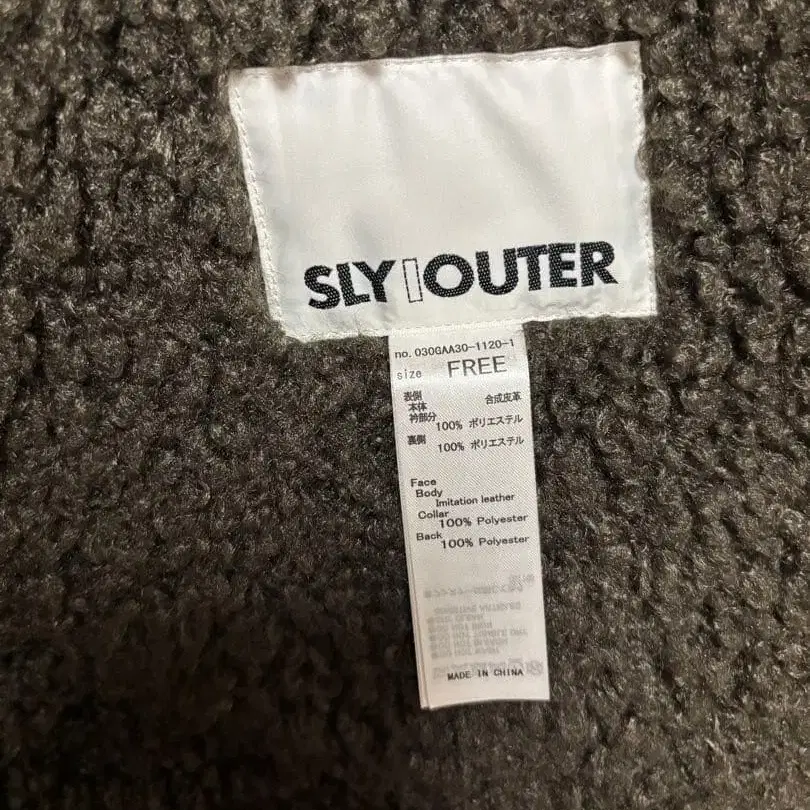 SLY OUTER
no. 030GAA30-1120-1
size FREE
表側
本体 合成皮革
衿部分
100% ポリエステル
裏側 100% ポリエステル
Face
Body
Imitation leather
Collar
100% Polyester
Back 100% Polyester
MADE IN CHINA